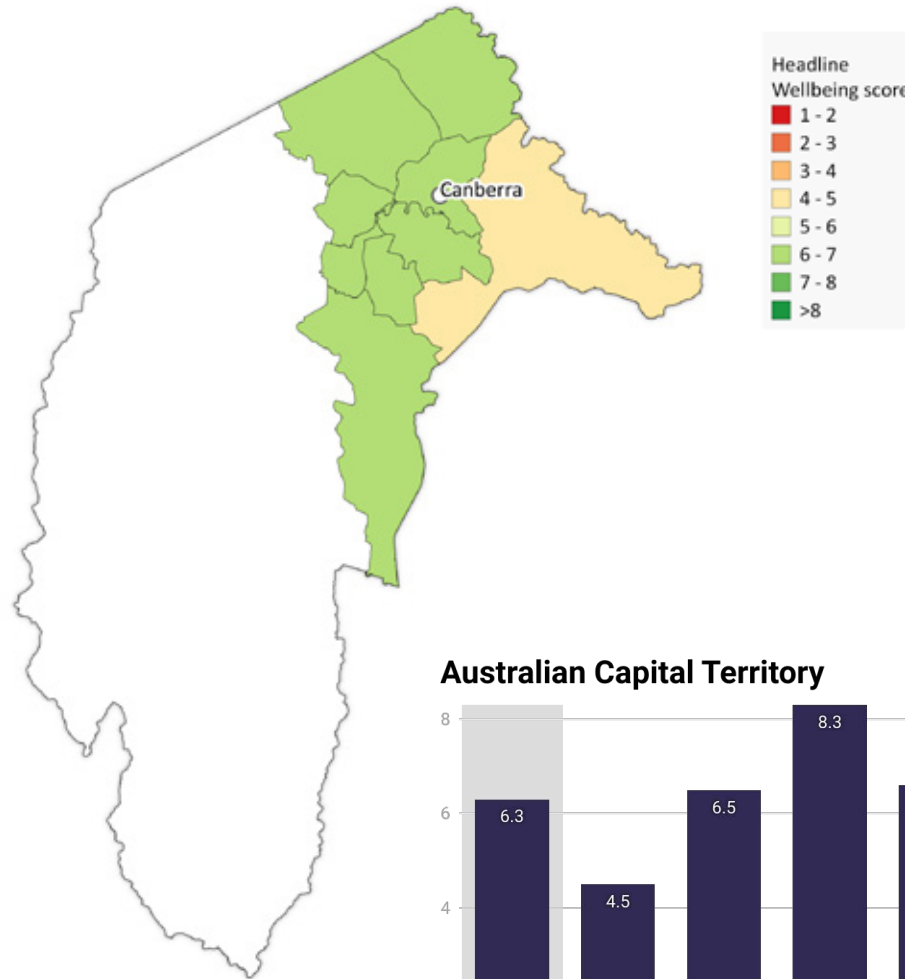 Headline
Wellbeing score
1 - 2
2 - 3
3 - 4
4 - 5
5 - 6
6 - 7
7 - 8
>8
Canberra
Australian Capital Territory
8
6
4
6.3
4.5
6.5
8.3